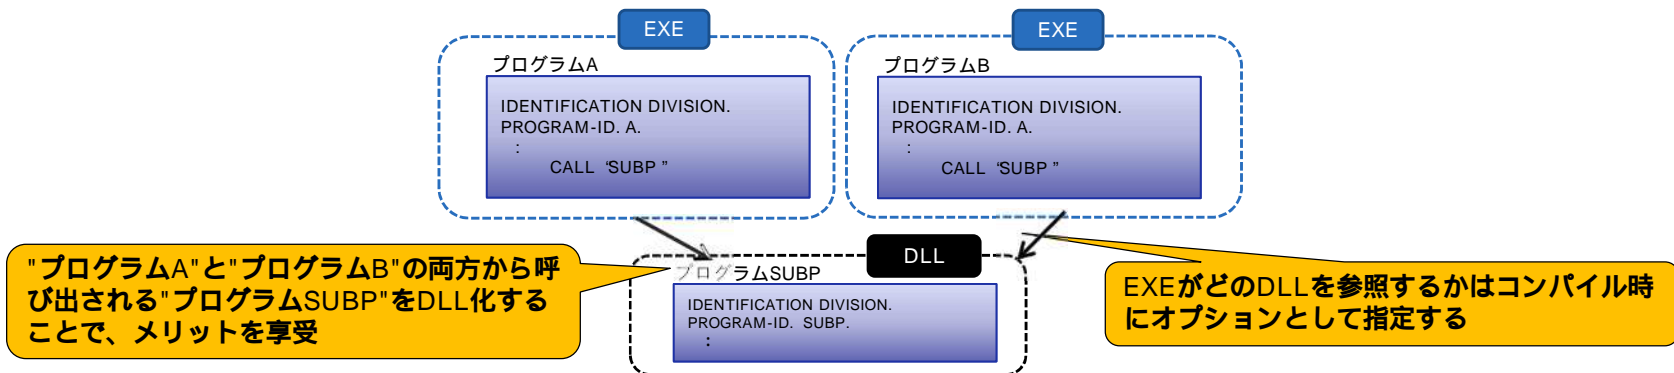 EXE
プログラムA
IDENTIFICATION DIVISION.
PROGRAM-ID. A.
:
CALL “SUBP ”
EXE
プログラムB
IDENTIFICATION DIVISION.
PROGRAM-ID. A.
:
CALL “SUBP ”
"プログラムA"と"プログラムB"の両方から呼
び出される"プログラムSUBP"をDLL化する
ことで、メリットを享受
DLL
プログラムSUBP
IDENTIFICATION DIVISION.
PROGRAM-ID. SUBP.
:
EXEがどのDLLを参照するかはコンパイル時
にオプションとして指定する